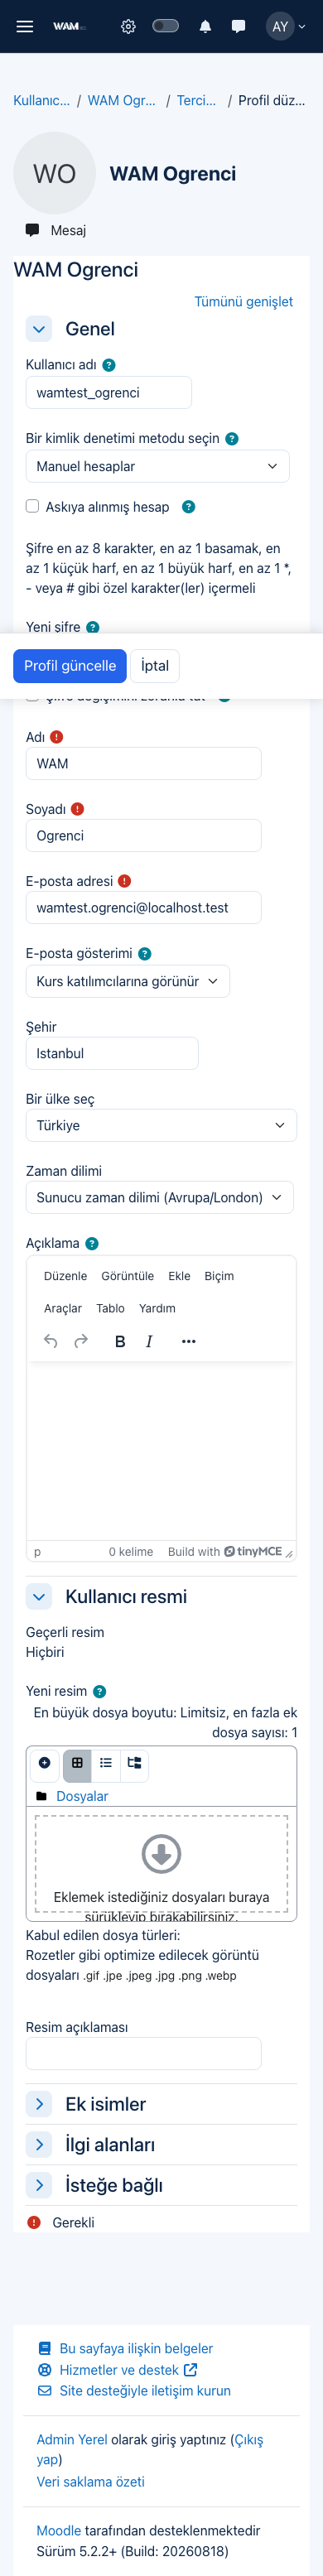 WAM
AY
Kullanıc... / WAM Ogr... / Terci... / Profil düz...
WO
WAM Ogrenci
Mesaj
WAM Ogrenci
Tümünü genişlet
Genel
Kullanıcı adı
wamtest_ogrenci
Bir kimlik denetimi metodu seçin
Manuel hesaplar
Askıya alınmış hesap
Şifre en az 8 karakter, en az 1 basamak, en
az 1 küçük harf, en az 1 büyük harf, en az 1 *,
- veya # gibi özel karakter(ler) içermeli
Yeni şifre
Profil güncelle
İptal
Adı
WAM
Soyadı
Ogrenci
E-posta adresi
wamtest.ogrenci@localhost.test
E-posta gösterimi
Kurs katılımcılarına görünür
Şehir
Istanbul
Bir ülke seç
Türkiye
Zaman dilimi
Sunucu zaman dilimi (Avrupa/London)
Açıklama
Düzenle Görüntüle Ekle Biçim
Araçlar Tablo Yardım
B I
p 0 kelime Build with tinyMCE
Kullanıcı resmi
Geçerli resim
Hiçbiri
Yeni resim
En büyük dosya boyutu: Limitsiz, en fazla ek
dosya sayısı: 1
Dosyalar
Eklemek istediğiniz dosyaları buraya
sürükleyip bırakabilirsiniz.
Kabul edilen dosya türleri:
Rozetler gibi optimize edilecek görüntü
dosyaları .gif .jpe .jpeg .jpg .png .webp
Resim açıklaması
Ek isimler
İlgi alanları
İsteğe bağlı
Gerekli
Bu sayfaya ilişkin belgeler
Hizmetler ve destek
Site desteğiyle iletişim kurun
Admin Yerel olarak giriş yaptınız (Çıkış
yap)
Veri saklama özeti
Moodle tarafından desteklenmektedir
Sürüm 5.2.2+ (Build: 20260818)